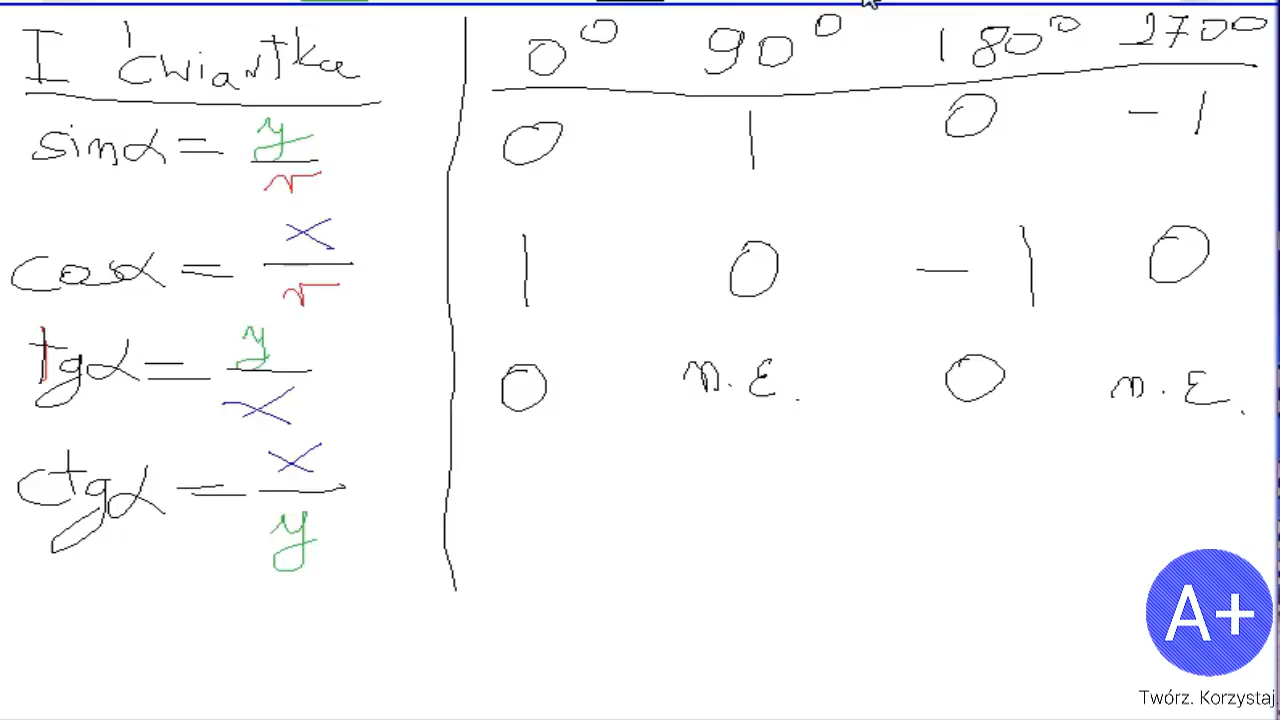 I ćwiartka 0° 90° 180° 270°
sinα = y/r 0 1 0 -1
cosα = x/r 1 0 -1 0
tgα = y/x 0 n.E. 0 n.E.
ctgα = x/y
A+
Twórz. Korzystaj